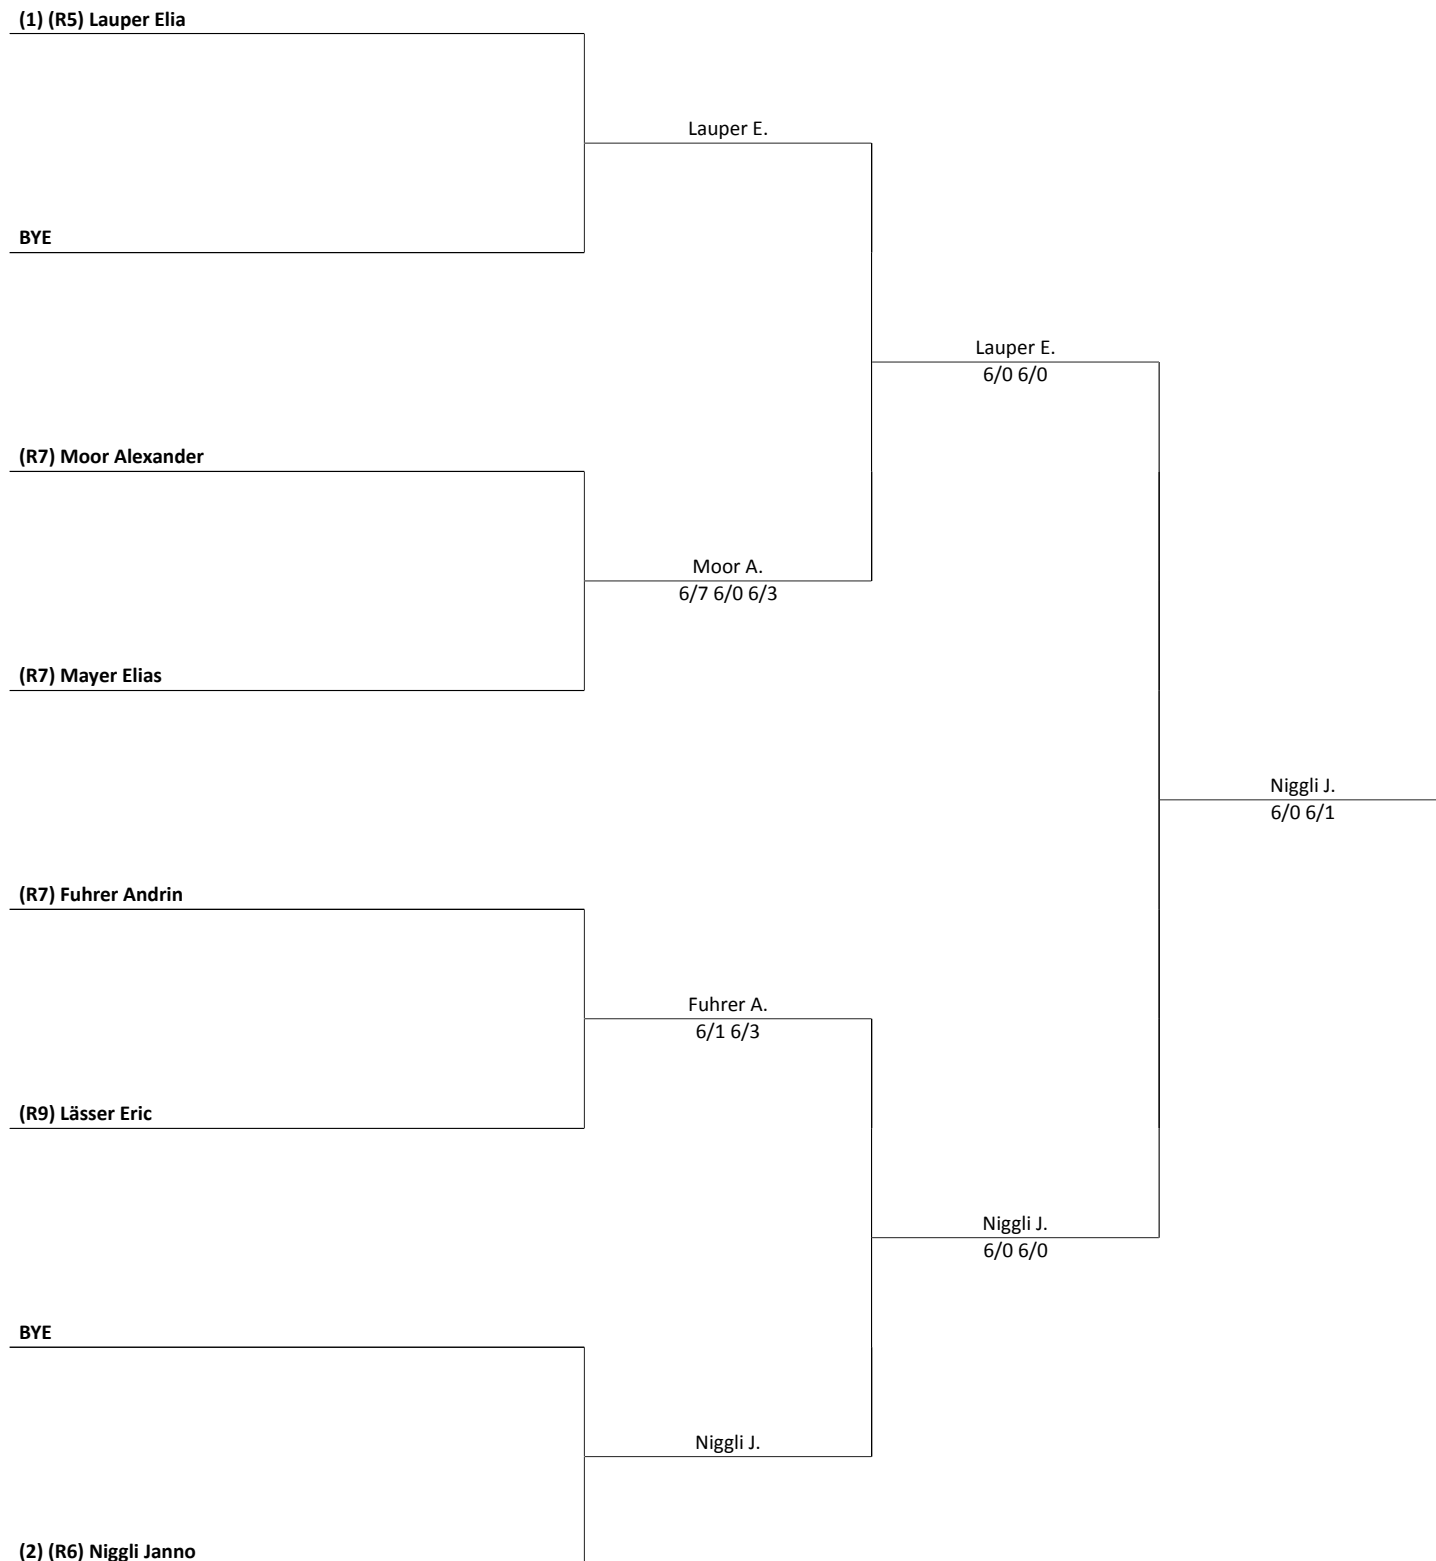 (1) (R5) Lauper Elia
Lauper E.
BYE
Lauper E.
6/0 6/0
(R7) Moor Alexander
Moor A.
6/7 6/0 6/3
(R7) Mayer Elias
Niggli J.
6/0 6/1
(R7) Fuhrer Andrin
Fuhrer A.
6/1 6/3
(R9) Lässer Eric
Niggli J.
6/0 6/0
BYE
Niggli J.
(2) (R6) Niggli Janno